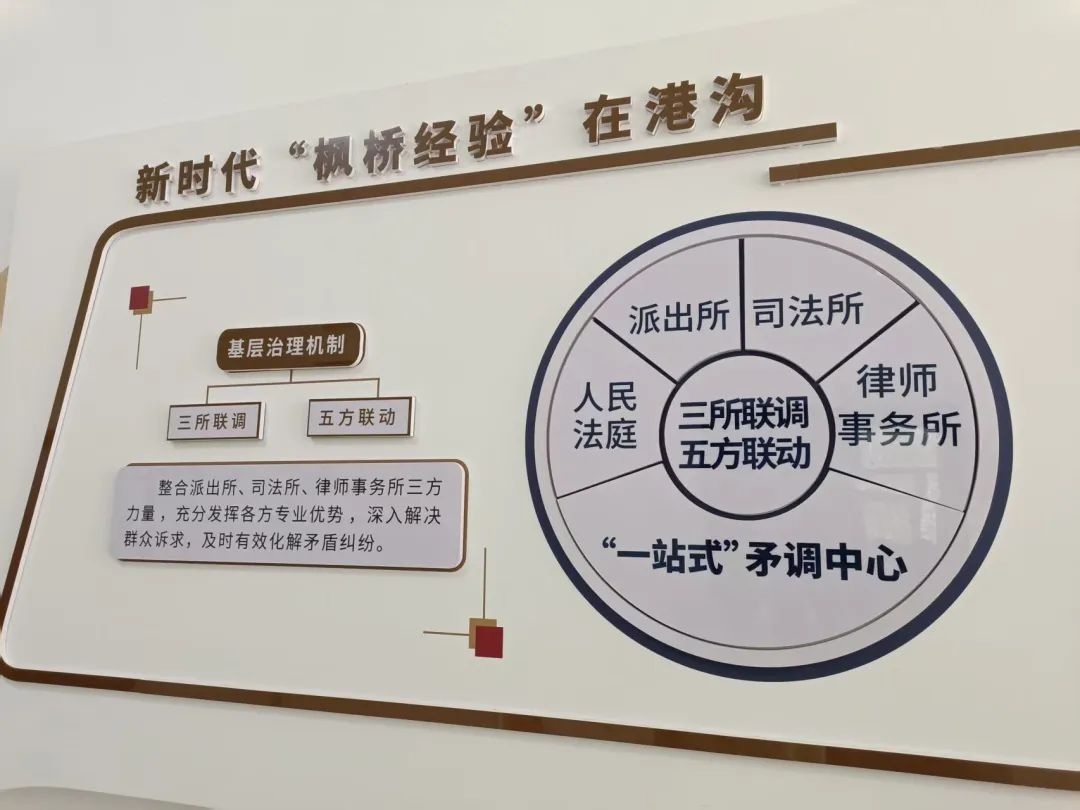 新时代“枫桥经验”在港沟
基层治理机制
三所联调
五方联动
整合派出所、司法所、律师事务所三方
力量，充分发挥各方专业优势，深入解决
群众诉求，及时有效化解矛盾纠纷。
派出所
司法所
人民
法庭
律师
事务所
三所联调
五方联动
“一站式”矛调中心